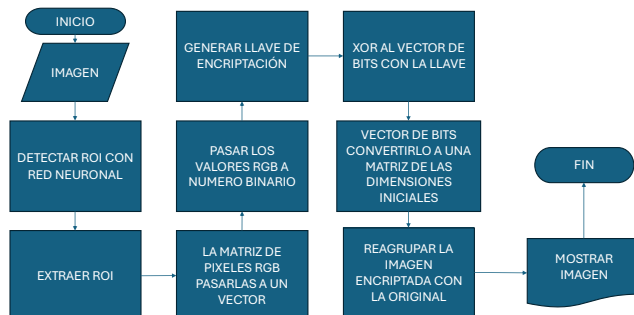 INICIO
IMAGEN
DETECTAR ROI CON
RED NEURONAL
EXTRAER ROI
LA MATRIZ DE
PIXELES RGB
PASARLAS A UN
VECTOR
PASAR LOS
VALORES RGB A
NUMERO BINARIO
GENERAR LLAVE DE
ENCRIPTACIÓN
XOR AL VECTOR DE
BITS CON LA LLAVE
VECTOR DE BITS
CONVERTIRLO A UNA
MATRIZ DE LAS
DIMENSIONES
INICIALES
REAGRUPAR LA
IMAGEN
ENCRIPTADA CON
LA ORIGINAL
MOSTRAR
IMAGEN
FIN